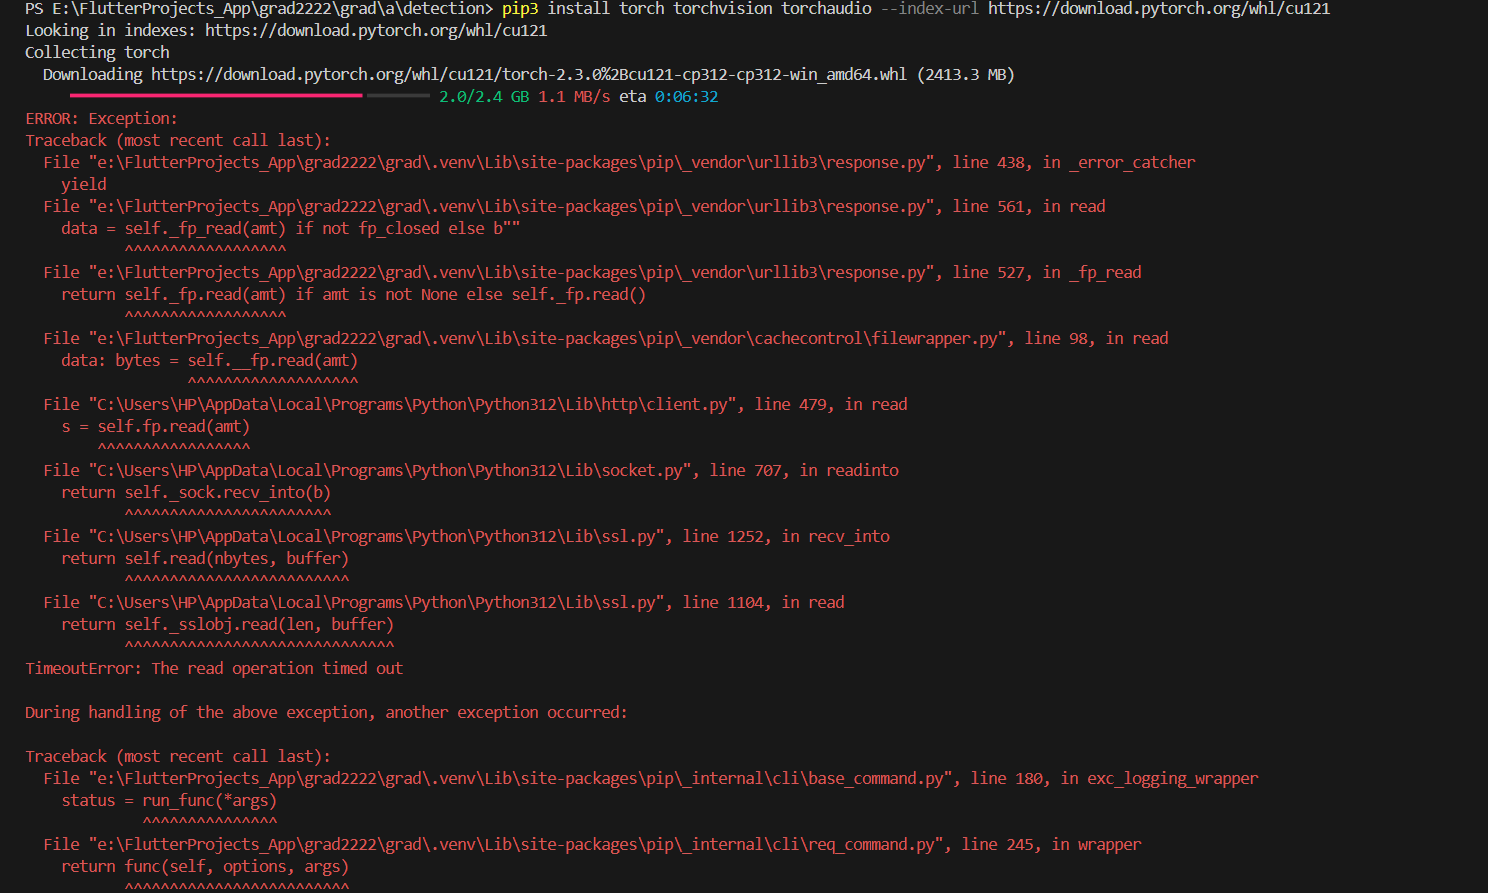 PS E:\FlutterProjects_App\grad2222\grad\a\detection> pip3 install torch torchvision torchaudio --index-url https://download.pytorch.org/whl/cu121
Looking in indexes: https://download.pytorch.org/whl/cu121
Collecting torch
  Downloading https://download.pytorch.org/whl/cu121/torch-2.3.0%2Bcu121-cp312-cp312-win_amd64.whl (2413.3 MB)
     2.0/2.4 GB 1.1 MB/s eta 0:06:32
ERROR: Exception:
Traceback (most recent call last):
  File "e:\FlutterProjects_App\grad2222\grad\.venv\Lib\site-packages\pip\_vendor\urllib3\response.py", line 438, in _error_catcher
    yield
  File "e:\FlutterProjects_App\grad2222\grad\.venv\Lib\site-packages\pip\_vendor\urllib3\response.py", line 561, in read
    data = self._fp_read(amt) if not fp_closed else b""
           ^^^^^^^^^^^^^^^^^^
  File "e:\FlutterProjects_App\grad2222\grad\.venv\Lib\site-packages\pip\_vendor\urllib3\response.py", line 527, in _fp_read
    return self._fp.read(amt) if amt is not None else self._fp.read()
           ^^^^^^^^^^^^^^^^^^
  File "e:\FlutterProjects_App\grad2222\grad\.venv\Lib\site-packages\pip\_vendor\cachecontrol\filewrapper.py", line 98, in read
    data: bytes = self.__fp.read(amt)
                  ^^^^^^^^^^^^^^^^^^^
  File "C:\Users\HP\AppData\Local\Programs\Python\Python312\Lib\http\client.py", line 479, in read
    s = self.fp.read(amt)
        ^^^^^^^^^^^^^^^^^
  File "C:\Users\HP\AppData\Local\Programs\Python\Python312\Lib\socket.py", line 707, in readinto
    return self._sock.recv_into(b)
           ^^^^^^^^^^^^^^^^^^^^^^^
  File "C:\Users\HP\AppData\Local\Programs\Python\Python312\Lib\ssl.py", line 1252, in recv_into
    return self.read(nbytes, buffer)
           ^^^^^^^^^^^^^^^^^^^^^^^^^
  File "C:\Users\HP\AppData\Local\Programs\Python\Python312\Lib\ssl.py", line 1104, in read
    return self._sslobj.read(len, buffer)
           ^^^^^^^^^^^^^^^^^^^^^^^^^^^^^^
TimeoutError: The read operation timed out

During handling of the above exception, another exception occurred:

Traceback (most recent call last):
  File "e:\FlutterProjects_App\grad2222\grad\.venv\Lib\site-packages\pip\_internal\cli\base_command.py", line 180, in exc_logging_wrapper
    status = run_func(*args)
             ^^^^^^^^^^^^^^^
  File "e:\FlutterProjects_App\grad2222\grad\.venv\Lib\site-packages\pip\_internal\cli\req_command.py", line 245, in wrapper
    return func(self, options, args)
           ^^^^^^^^^^^^^^^^^^^^^^^^^